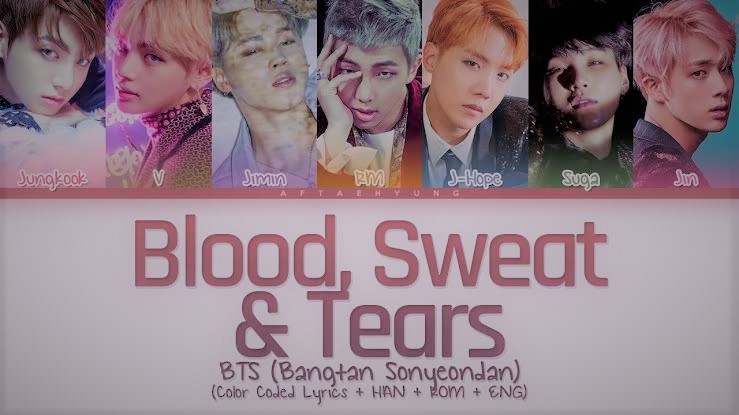 Jungkook V Jimin RM J-Hope Suga Jin
AFTAEHYUNG
Blood, Sweat
& Tears
BTS (Bangtan Sonyeondan)
(Color Coded Lyrics + HAN + ROM + ENG)